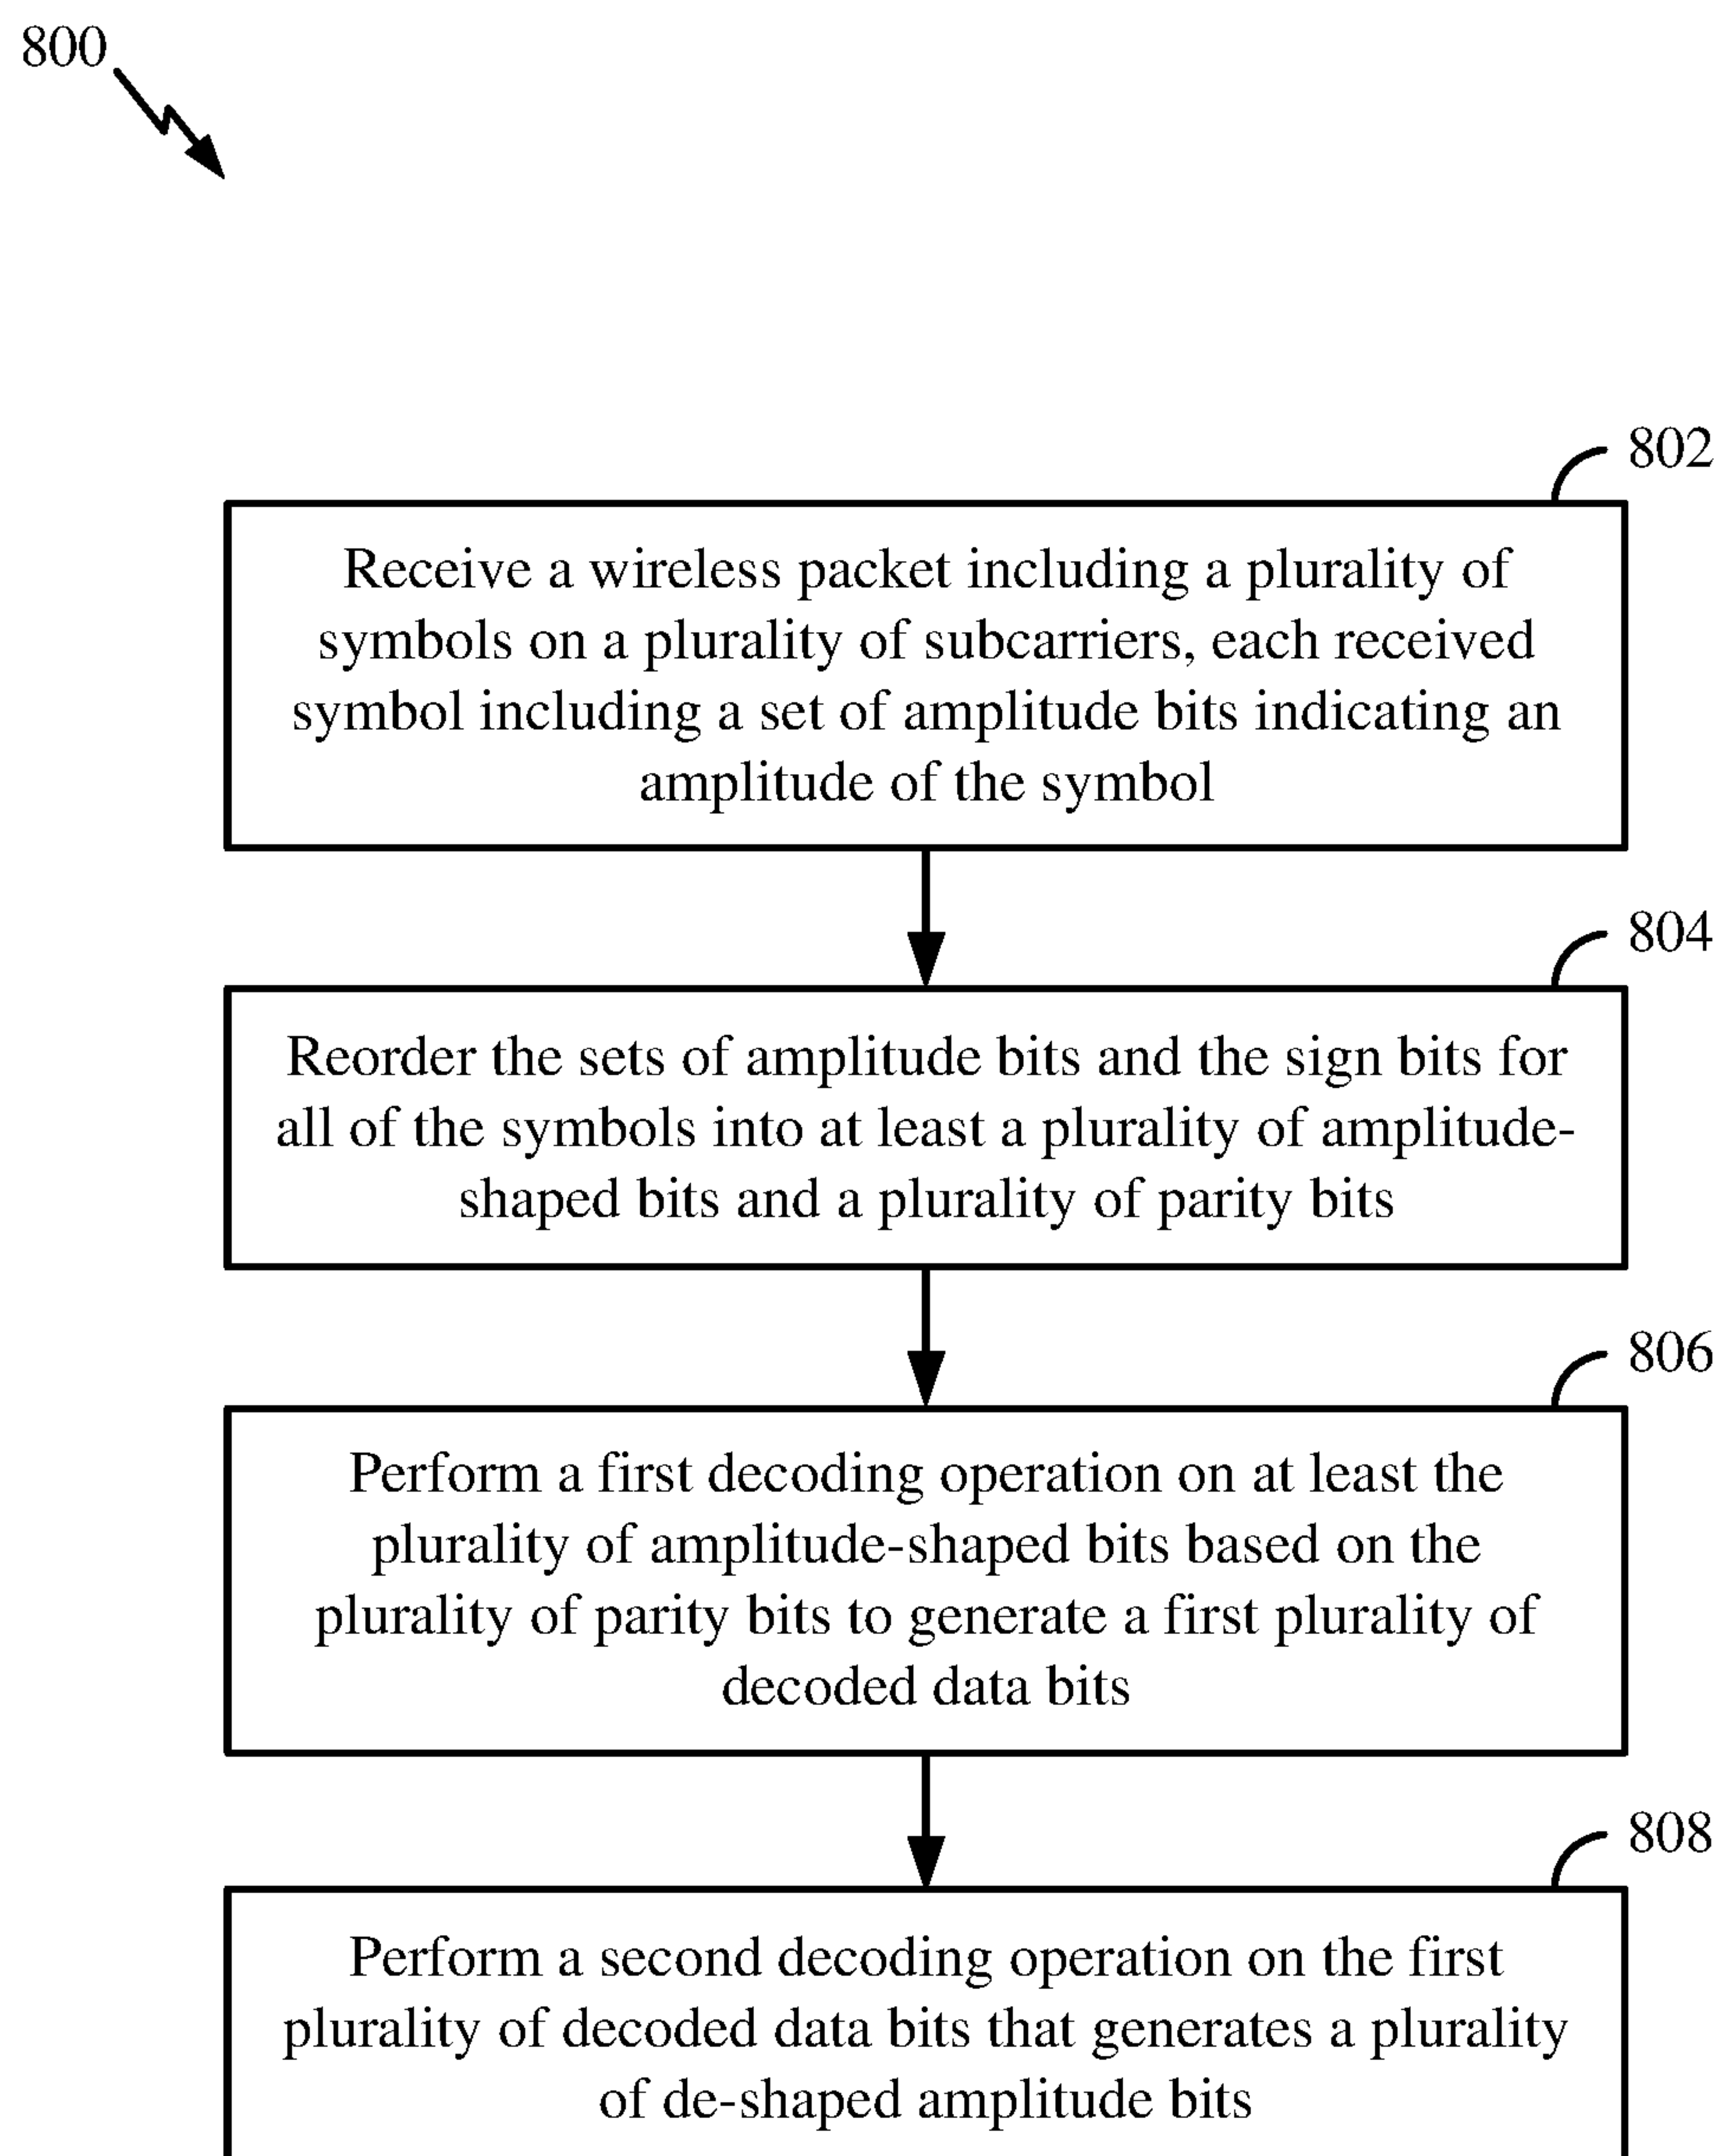 800
802
Receive a wireless packet including a plurality of
symbols on a plurality of subcarriers, each received
symbol including a set of amplitude bits indicating an
amplitude of the symbol
804
Reorder the sets of amplitude bits and the sign bits for
all of the symbols into at least a plurality of amplitude-
shaped bits and a plurality of parity bits
806
Perform a first decoding operation on at least the
plurality of amplitude-shaped bits based on the
plurality of parity bits to generate a first plurality of
decoded data bits
808
Perform a second decoding operation on the first
plurality of decoded data bits that generates a plurality
of de-shaped amplitude bits